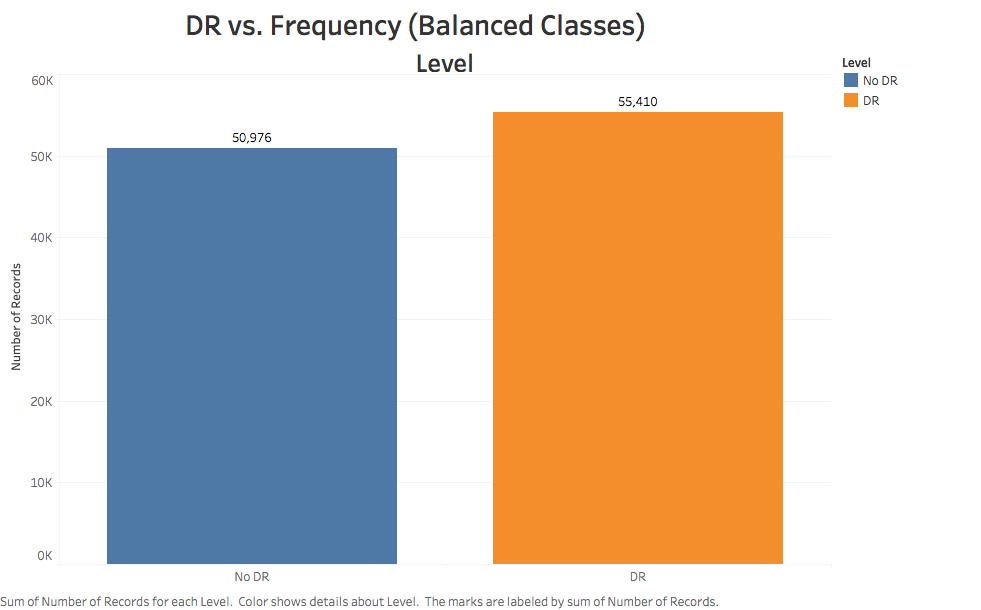 DR vs. Frequency (Balanced Classes)
Level
Level
No DR
DR
60K
50K
40K
30K
20K
10K
0K
Number of Records
50,976
55,410
No DR
DR
Sum of Number of Records for each Level.  Color shows details about Level.  The marks are labeled by sum of Number of Records.